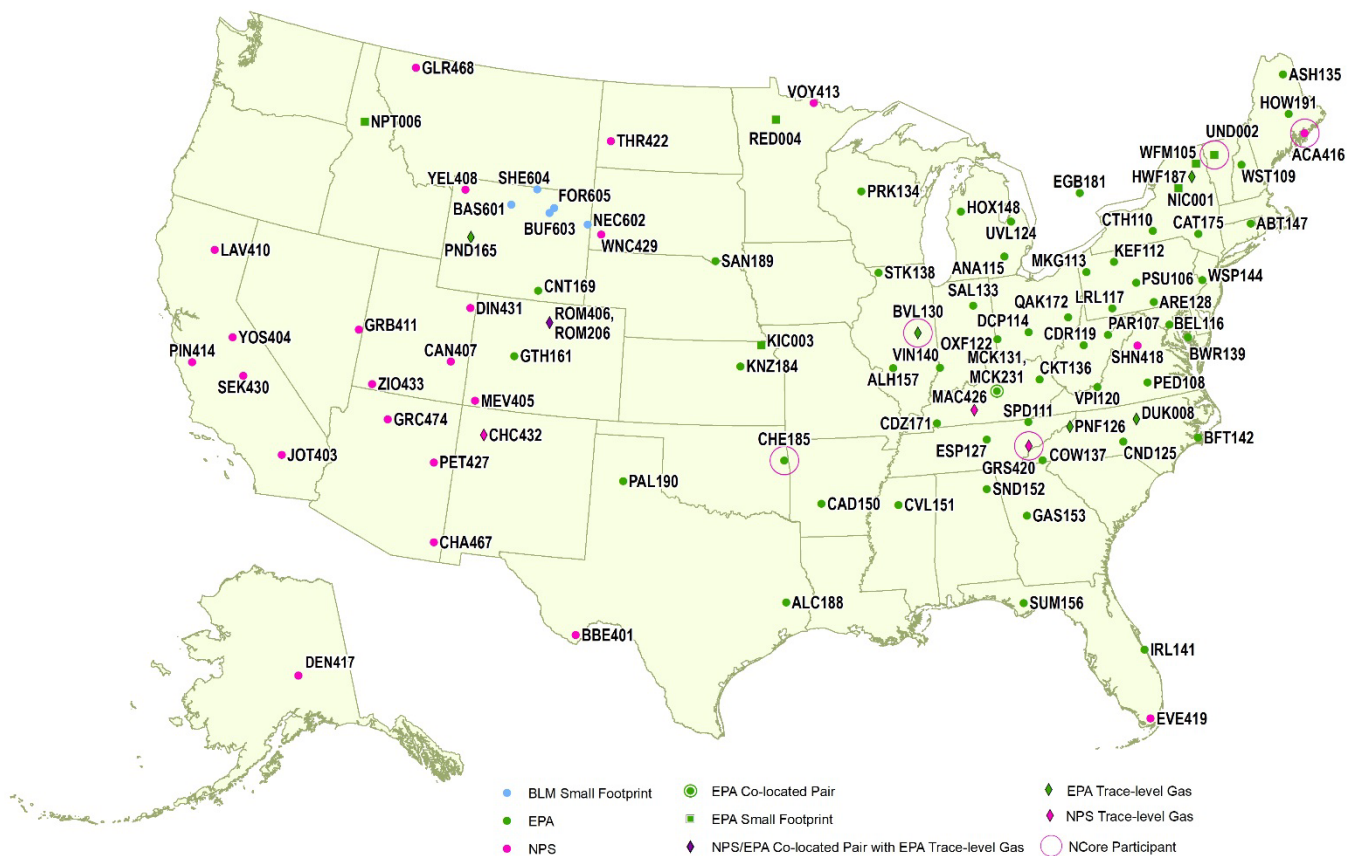 GLR468
VOY413
ASH135
HOW191
NPT006
RED004
UND002
THR422
WFM105
ACA416
YEL408
SHE604
HWF187
WST109
BAS601
FOR605
PRK134
EGB181
NIC001
BUF603
NEC602
HOX148
CTH110
CAT175
ABT147
PND165
WNC429
UVL124
LAV410
SAN189
STK138
ANA115
MKG113
KEF112
CNT169
PSU106
WSP144
SAL133
QAK172
LRL117
ARE128
DIN431
ROM406,
ROM206
BVL130
DCP114
GRB411
YOS404
KIC003
OXF122
CDR119
PAR107
BEL116
PIN414
CAN407
GTH161
VIN140
MCK131,
MCK231
SHN418
BWR139
SEK430
ZIO433
KNZ184
ALH157
CKT136
PED108
MEV405
MAC426
VPI120
GRC474
CHC432
CDZ171
SPD111
PNF126
DUK008
JOT403
PET427
CHE185
ESP127
BFT142
PAL190
GRS420
COW137
CND125
CAD150
CVL151
SND152
GAS153
CHA467
ALC188
SUM156
BBE401
IRL141
DEN417
EVE419
BLM Small Footprint
EPA
NPS
EPA Co-located Pair
EPA Small Footprint
NPS/EPA Co-located Pair with EPA Trace-level Gas
EPA Trace-level Gas
NPS Trace-level Gas
NCore Participant